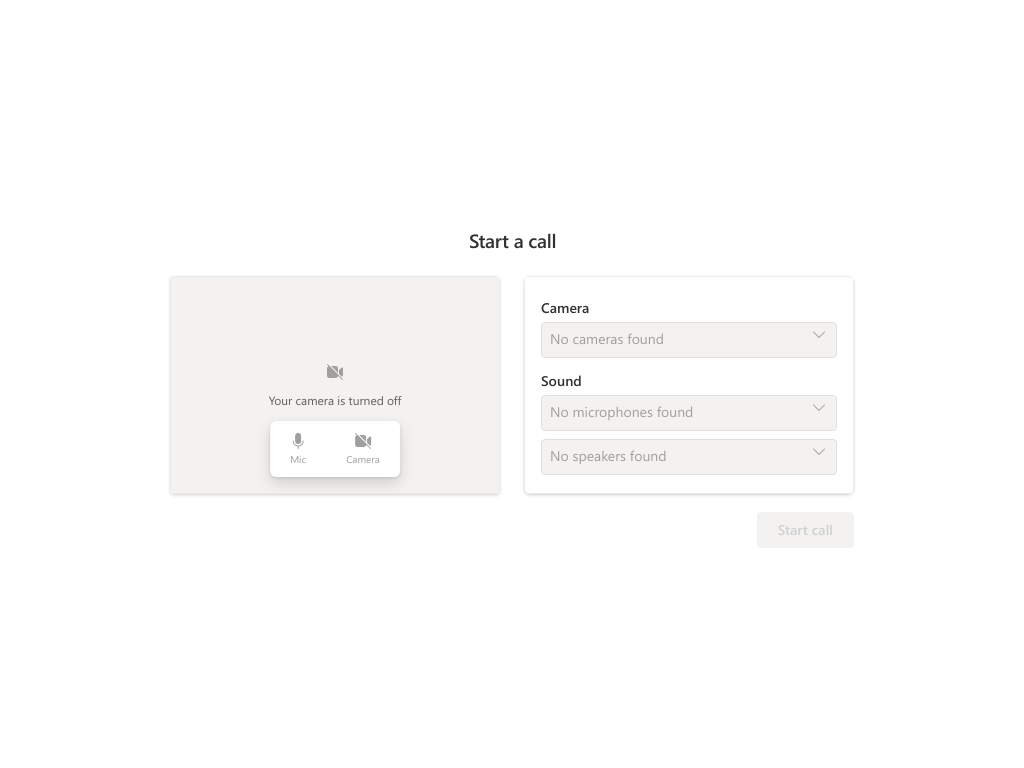 Start a call
Your camera is turned off
Mic
Camera
Camera
No cameras found
Sound
No microphones found
No speakers found
Start call